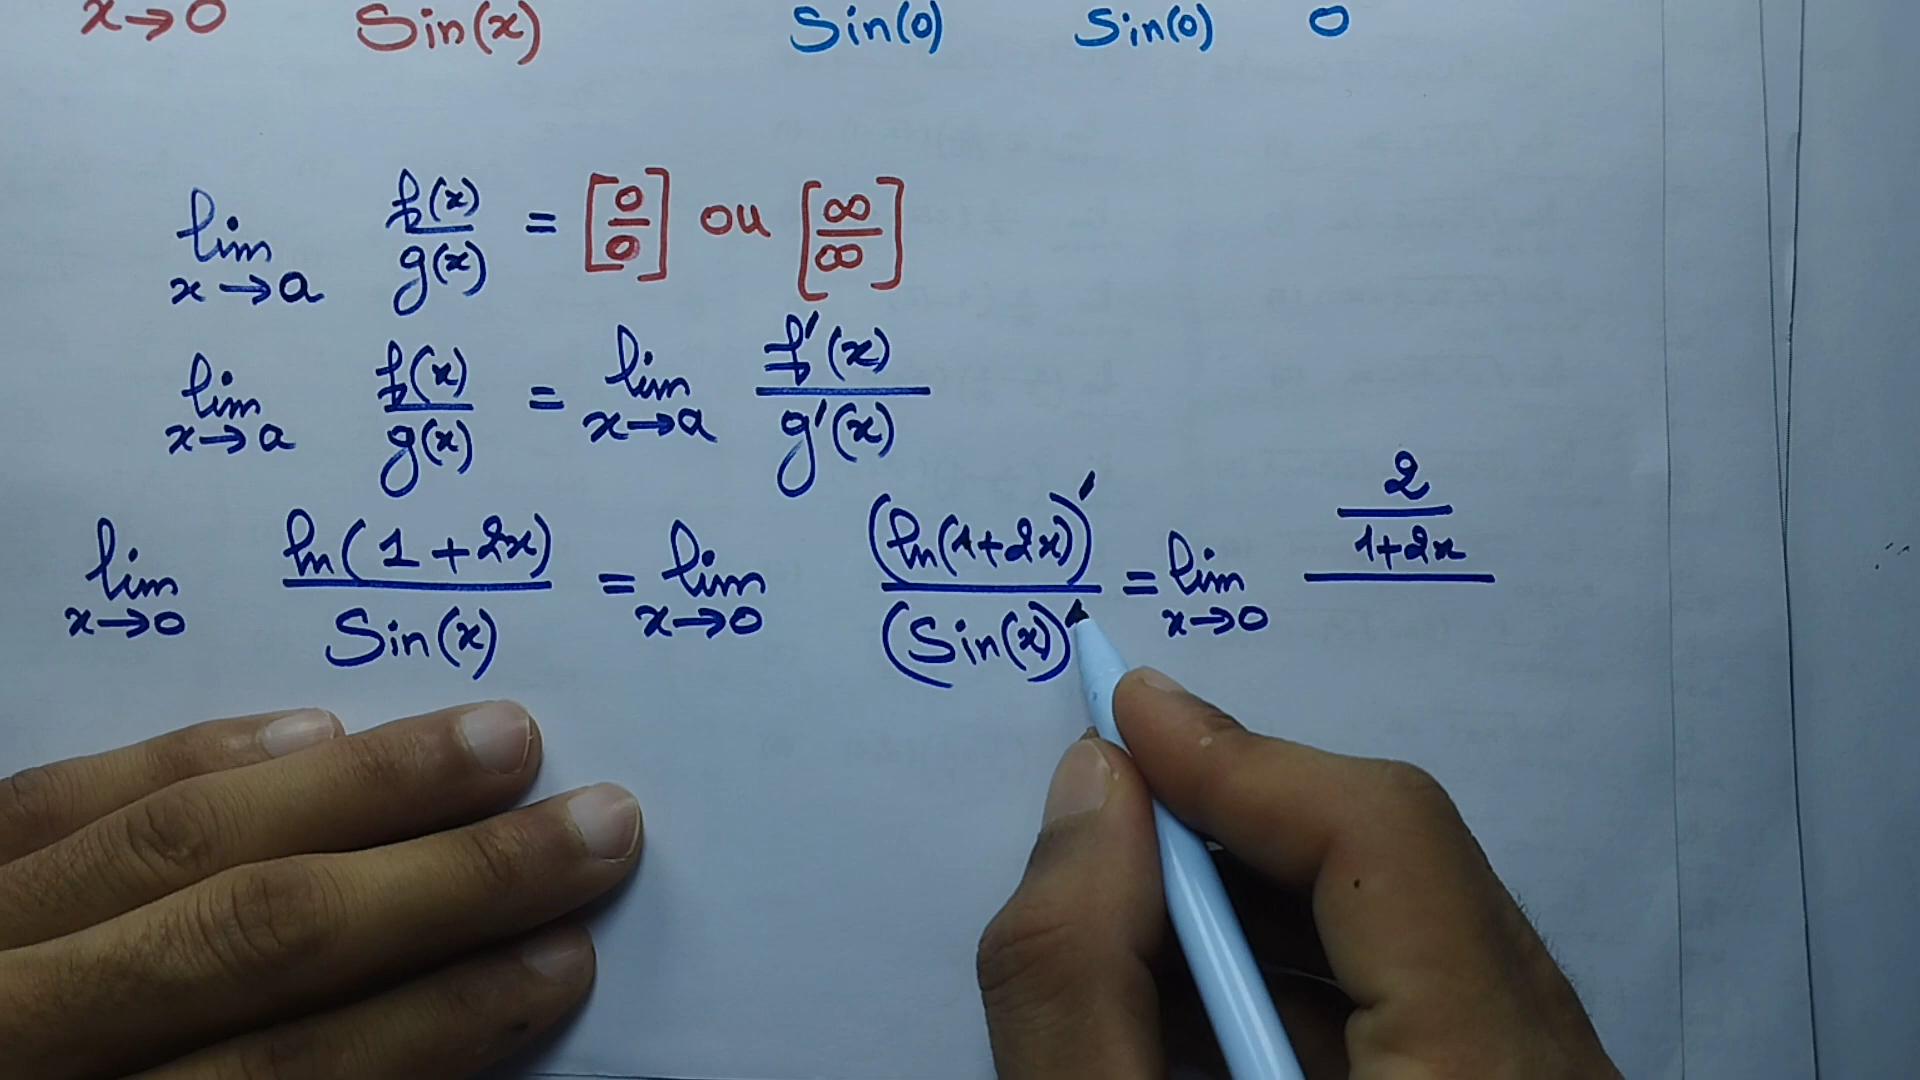 x→0 Sin(x) Sin(0) Sin(0) 0
lim x→a f(x)/g(x) = [0/0] ou [∞/∞]
lim x→a f(x)/g(x) = lim x→a f'(x)/g'(x)
lim x→0 ln(1+2x)/Sin(x) = lim x→0 (ln(1+2x))'/(Sin(x))' = lim x→0 2/1+2x